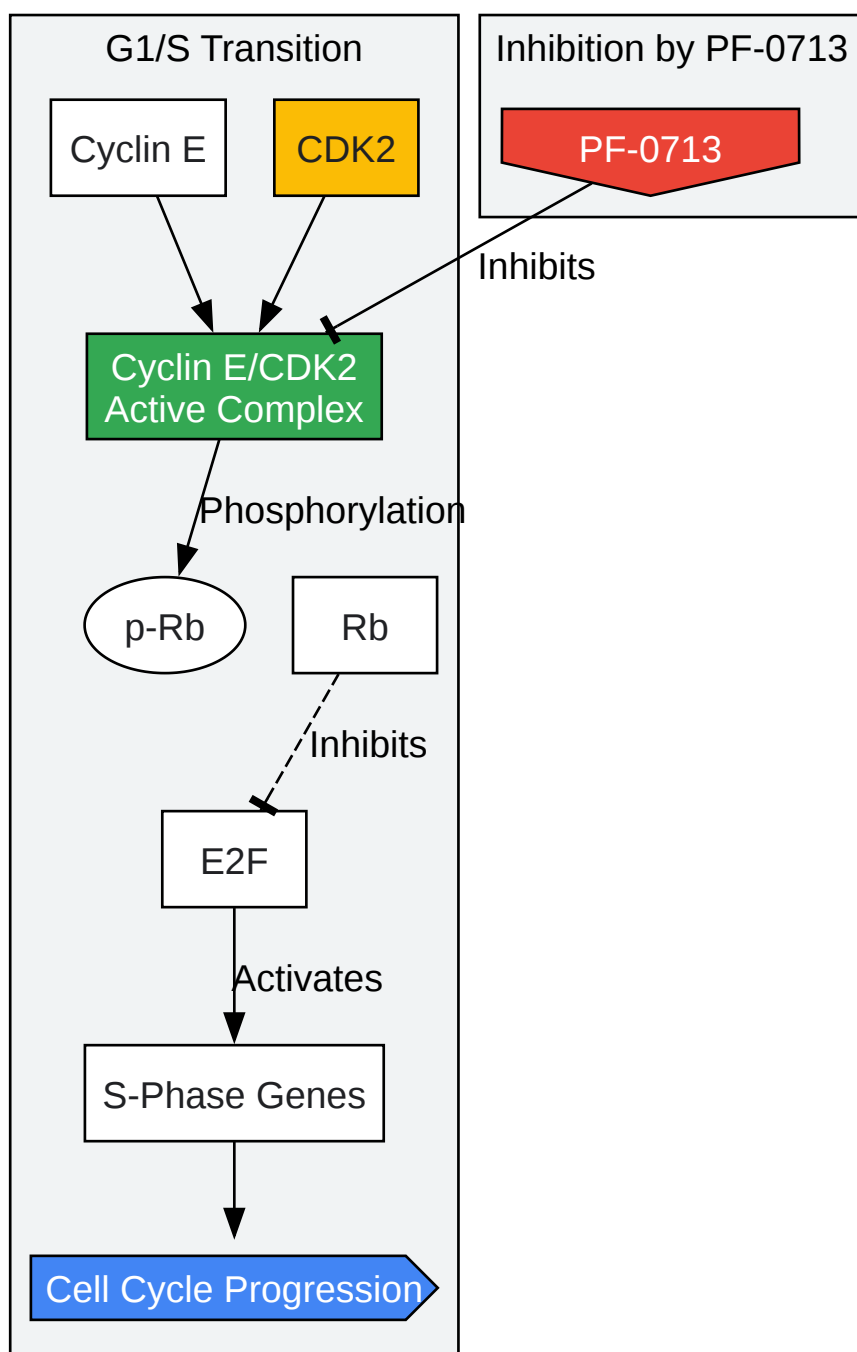 G1/S Transition
Inhibition by PF-0713
Cyclin E
CDK2
PF-0713
Inhibits
Cyclin E/CDK2
Active Complex
Phosphorylation
p-Rb
Rb
Inhibits
E2F
Activates
S-Phase Genes
Cell Cycle Progression